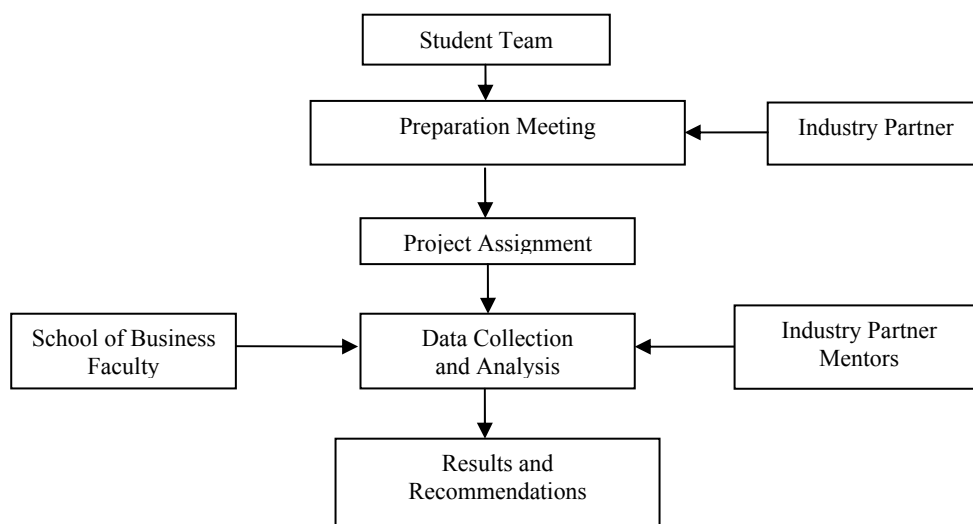 Student Team
Preparation Meeting
Industry Partner
Project Assignment
School of Business
Faculty
Data Collection
and Analysis
Industry Partner
Mentors
Results and
Recommendations